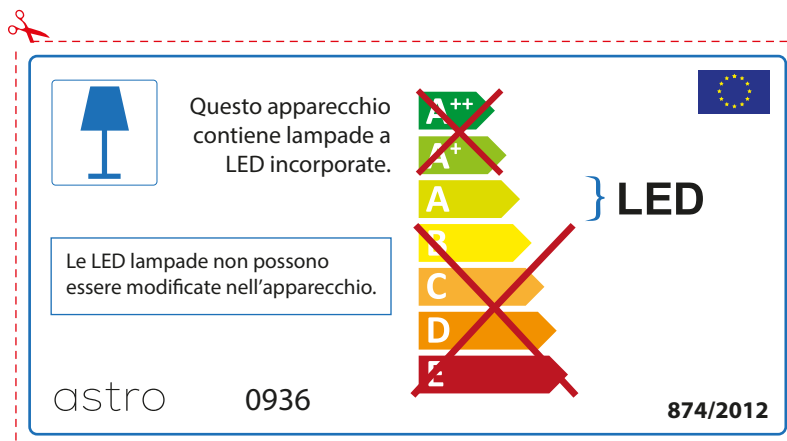 Questo apparecchio
contiene lampade a
LED incorporate.
Le LED lampade non possono
essere modificate nell'apparecchio.
A++
A+
A
B
C
D
E
LED
astro
0936
874/2012